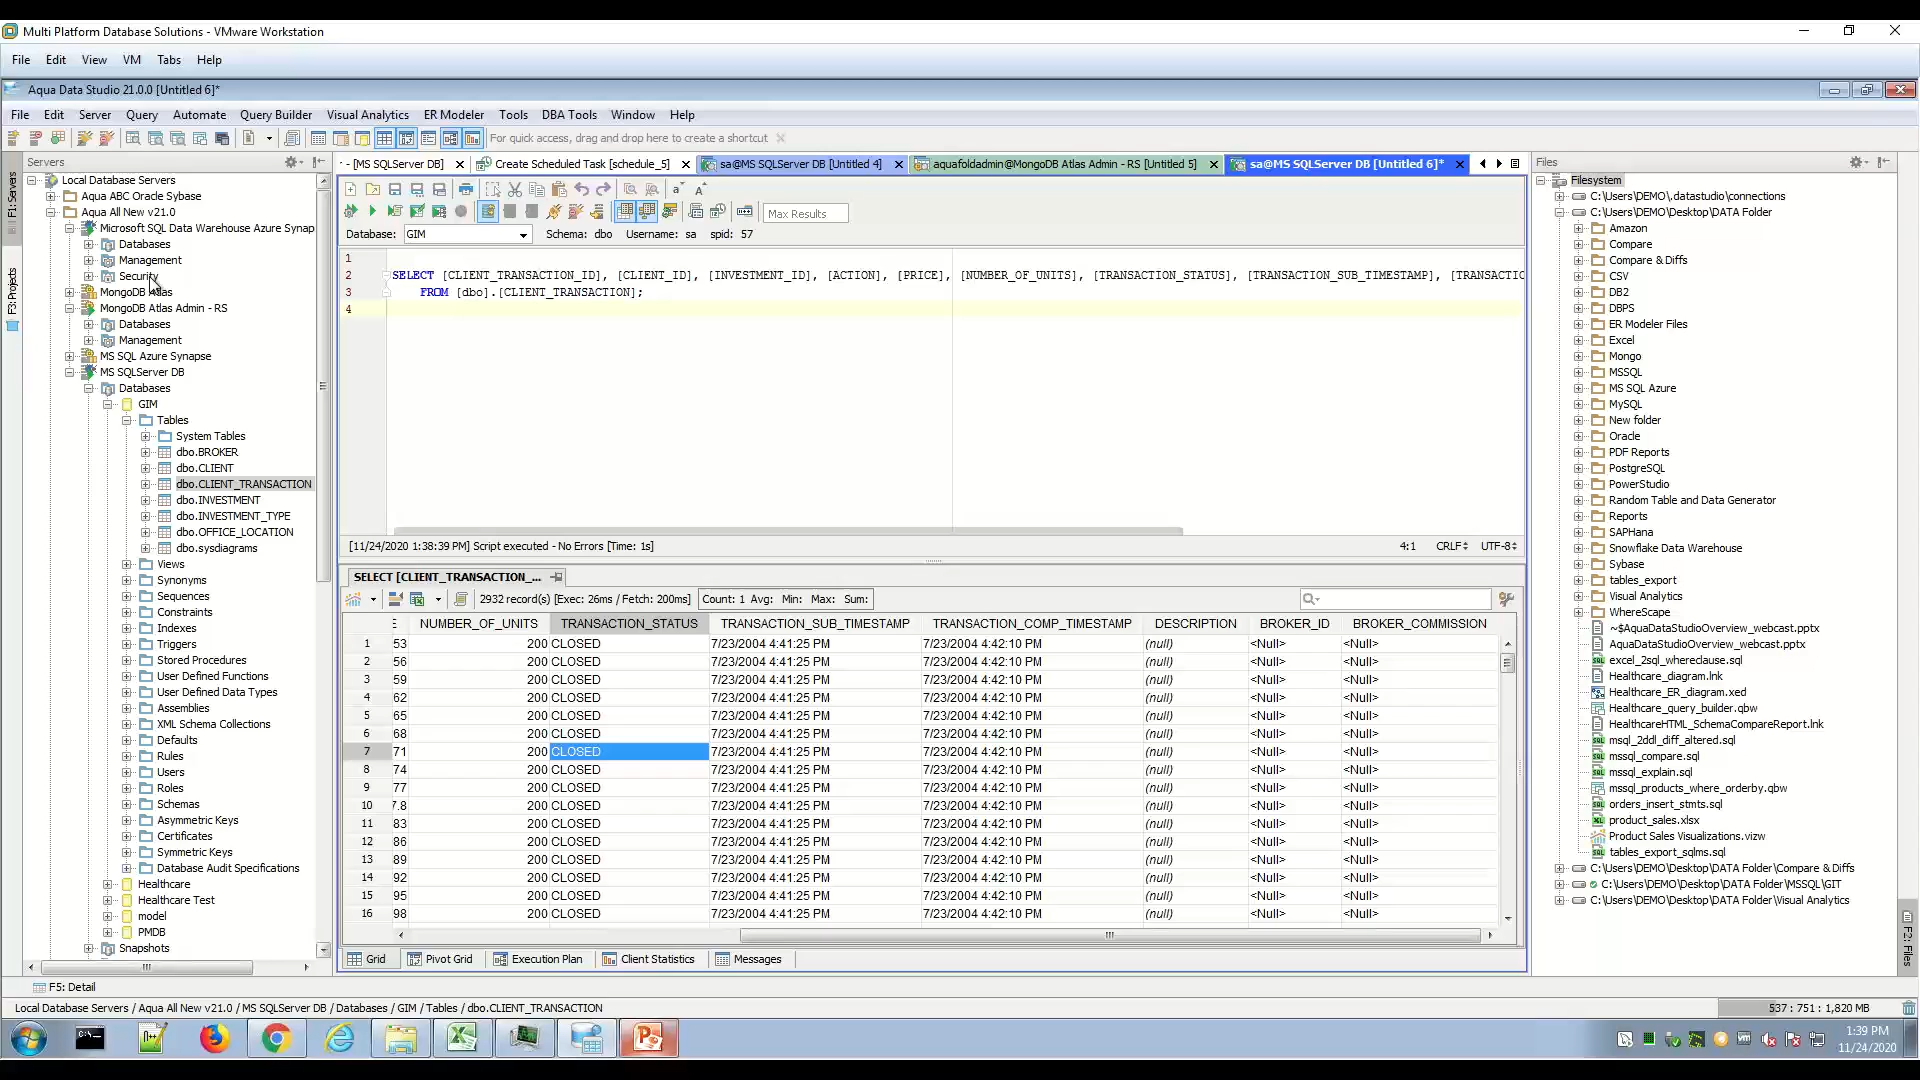 Multi Platform Database Solutions - VMware Workstation
File Edit View VM Tabs Help
Aqua Data Studio 21.0.0 [Untitled 6]*
File Edit Server Query Automate Query Builder Visual Analytics ER Modeler Tools DBA Tools Window Help
For quick access, drag and drop here to create a shortcut
Servers
F1: Servers
F3: Projects
Local Database Servers
Aqua ABC Oracle Sybase
Aqua All New v21.0
Microsoft SQL Data Warehouse Azure Synap
Databases
Management
Security
MongoDB Atlas
MongoDB Atlas Admin - RS
Databases
Management
MS SQL Azure Synapse
MS SQLServer DB
Databases
GIM
Tables
System Tables
dbo.BROKER
dbo.CLIENT
dbo.CLIENT_TRANSACTION
dbo.INVESTMENT
dbo.INVESTMENT_TYPE
dbo.OFFICE_LOCATION
dbo.sysdiagrams
Views
Synonyms
Sequences
Constraints
Indexes
Triggers
Stored Procedures
User Defined Functions
User Defined Data Types
Assemblies
XML Schema Collections
Defaults
Rules
Users
Roles
Schemas
Asymmetric Keys
Certificates
Symmetric Keys
Database Audit Specifications
Healthcare
Healthcare Test
model
PMDB
Snapshots
- [MS SQLServer DB] Create Scheduled Task [schedule_5] sa@MS SQLServer DB [Untitled 4] aquafoldadmin@MongoDB Atlas Admin - RS [Untitled 5] sa@MS SQLServer DB [Untitled 6]*
Max Results
Database: GIM Schema: dbo Username: sa spid: 57
1
2 SELECT [CLIENT_TRANSACTION_ID], [CLIENT_ID], [INVESTMENT_ID], [ACTION], [PRICE], [NUMBER_OF_UNITS], [TRANSACTION_STATUS], [TRANSACTION_SUB_TIMESTAMP], [TRANSACTIO
3 FROM [dbo].[CLIENT_TRANSACTION];
4
[11/24/2020 1:38:39 PM] Script executed - No Errors [Time: 1s] 4:1 CRLF UTF-8
SELECT [CLIENT_TRANSACTION_...
2932 record(s) [Exec: 26ms / Fetch: 200ms] Count: 1 Avg: Min: Max: Sum:
E NUMBER_OF_UNITS TRANSACTION_STATUS TRANSACTION_SUB_TIMESTAMP TRANSACTION_COMP_TIMESTAMP DESCRIPTION BROKER_ID BROKER_COMMISSION
1 53 200 CLOSED 7/23/2004 4:41:25 PM 7/23/2004 4:42:10 PM (null) <Null> <Null>
2 56 200 CLOSED 7/23/2004 4:41:25 PM 7/23/2004 4:42:10 PM (null) <Null> <Null>
3 59 200 CLOSED 7/23/2004 4:41:25 PM 7/23/2004 4:42:10 PM (null) <Null> <Null>
4 62 200 CLOSED 7/23/2004 4:41:25 PM 7/23/2004 4:42:10 PM (null) <Null> <Null>
5 65 200 CLOSED 7/23/2004 4:41:25 PM 7/23/2004 4:42:10 PM (null) <Null> <Null>
6 68 200 CLOSED 7/23/2004 4:41:25 PM 7/23/2004 4:42:10 PM (null) <Null> <Null>
7 71 200 CLOSED 7/23/2004 4:41:25 PM 7/23/2004 4:42:10 PM (null) <Null> <Null>
8 74 200 CLOSED 7/23/2004 4:41:25 PM 7/23/2004 4:42:10 PM (null) <Null> <Null>
9 77 200 CLOSED 7/23/2004 4:41:25 PM 7/23/2004 4:42:10 PM (null) <Null> <Null>
10 7.8 200 CLOSED 7/23/2004 4:41:25 PM 7/23/2004 4:42:10 PM (null) <Null> <Null>
11 83 200 CLOSED 7/23/2004 4:41:25 PM 7/23/2004 4:42:10 PM (null) <Null> <Null>
12 86 200 CLOSED 7/23/2004 4:41:25 PM 7/23/2004 4:42:10 PM (null) <Null> <Null>
13 89 200 CLOSED 7/23/2004 4:41:25 PM 7/23/2004 4:42:10 PM (null) <Null> <Null>
14 92 200 CLOSED 7/23/2004 4:41:25 PM 7/23/2004 4:42:10 PM (null) <Null> <Null>
15 95 200 CLOSED 7/23/2004 4:41:25 PM 7/23/2004 4:42:10 PM (null) <Null> <Null>
16 98 200 CLOSED 7/23/2004 4:41:25 PM 7/23/2004 4:42:10 PM (null) <Null> <Null>
Grid Pivot Grid Execution Plan Client Statistics Messages
Files
Filesystem
C:\Users\DEMO\.datastudio\connections
C:\Users\DEMO\Desktop\DATA Folder
Amazon
Compare
Compare & Diffs
CSV
DB2
DBPS
ER Modeler Files
Excel
Mongo
MSSQL
MS SQL Azure
MySQL
New folder
Oracle
PDF Reports
PostgreSQL
PowerStudio
Random Table and Data Generator
Reports
SAPHana
Snowflake Data Warehouse
Sybase
tables_export
Visual Analytics
WhereScape
~$AquaDataStudioOverview_webcast.pptx
AquaDataStudioOverview_webcast.pptx
excel_2sql_whereclause.sql
Healthcare_diagram.lnk
Healthcare_ER_diagram.xed
Healthcare_query_builder.qbw
HealthcareHTML_SchemaCompareReport.lnk
msql_2ddl_diff_altered.sql
mssql_compare.sql
mssql_explain.sql
mssql_products_where_orderby.qbw
orders_insert_stmts.sql
product_sales.xlsx
Product Sales Visualizations.vizw
tables_export_sqlms.sql
C:\Users\DEMO\Desktop\DATA Folder\Compare & Diffs
C:\Users\DEMO\Desktop\DATA Folder\MSSQL\GIT
C:\Users\DEMO\Desktop\DATA Folder\Visual Analytics
F2: Files
F5: Detail
Local Database Servers / Aqua All New v21.0 / MS SQLServer DB / Databases / GIM / Tables / dbo.CLIENT_TRANSACTION 537 : 751 : 1,820 MB
1:39 PM
11/24/2020